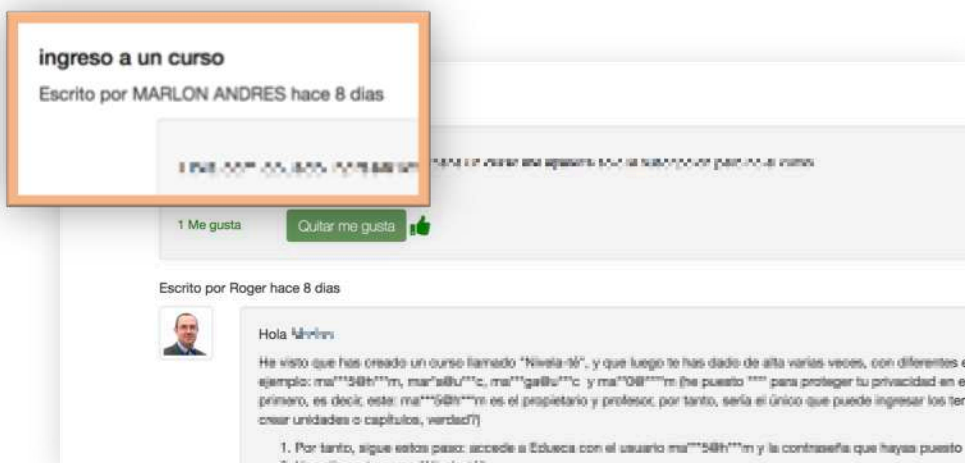 ingreso a un curso
Escrito por MARLON ANDRES hace 8 dias
1 Me gusta
Quitar me gusta
Escrito por Roger hace 8 dias
Hola
He visto que has creado un curso llamado "Nivela-té", y que luego te has dado de alta varias veces, con diferentes e
ejemplo: ma***5@h***m, mar*a@u***c, ma***ga@u***c y ma**0@****m (he puesto "**" para proteger tu privacidad en e
primero, es decir, este: ma***5@h***m es el propietario y profesor, por tanto, sería el único que puede ingresar los ter
crear unidades o capítulos, verdad?)
1. Por tanto, sigue estos paso: accede a Edueca con el usuario ma***5@h***m y la contraseña que hayas puesto